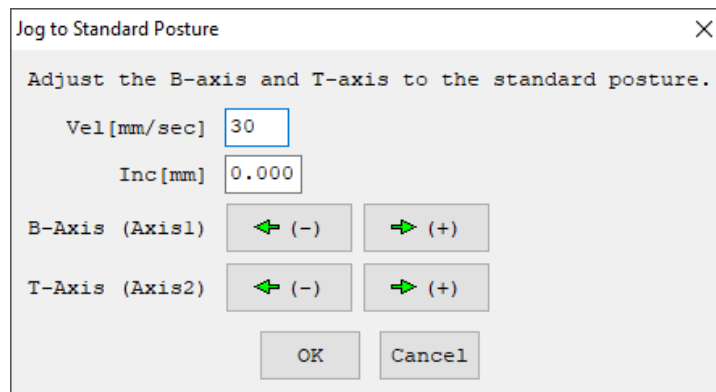 Jog to Standard Posture
Adjust the B-axis and T-axis to the standard posture.
Vel[mm/sec] 30
Inc[mm] 0.000
B-Axis (Axis1) (-) (+)
T-Axis (Axis2) (-) (+)
OK Cancel